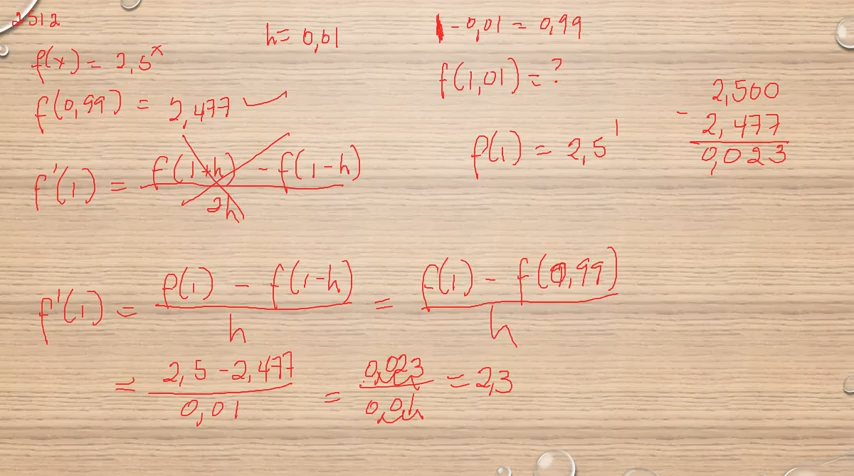 2512
h = 0,01
1 - 0,01 = 0,99
f(x) = 2,5^x
f(1,01) = ?
f(0,99) = 2,477
2,500
- 2,477
0,023
f(1) = 2,5^1
f'(1) = f(1+h) - f(1-h) / 2h
f'(1) = f(1) - f(1-h) / h = f(1) - f(0,99) / h
= 2,5 - 2,477 / 0,01 = 0,023 / 0,01 = 2,3